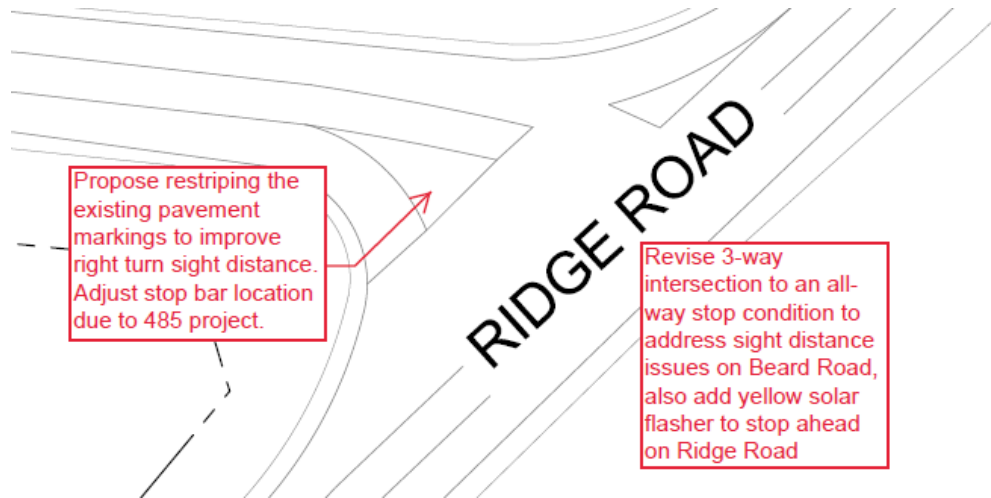 Propose restriping the
existing pavement
markings to improve
right turn sight distance.
Adjust stop bar location
due to 485 project.
RIDGE ROAD
Revise 3-way
intersection to an all-
way stop condition to
address sight distance
issues on Beard Road,
also add yellow solar
flasher to stop ahead
on Ridge Road